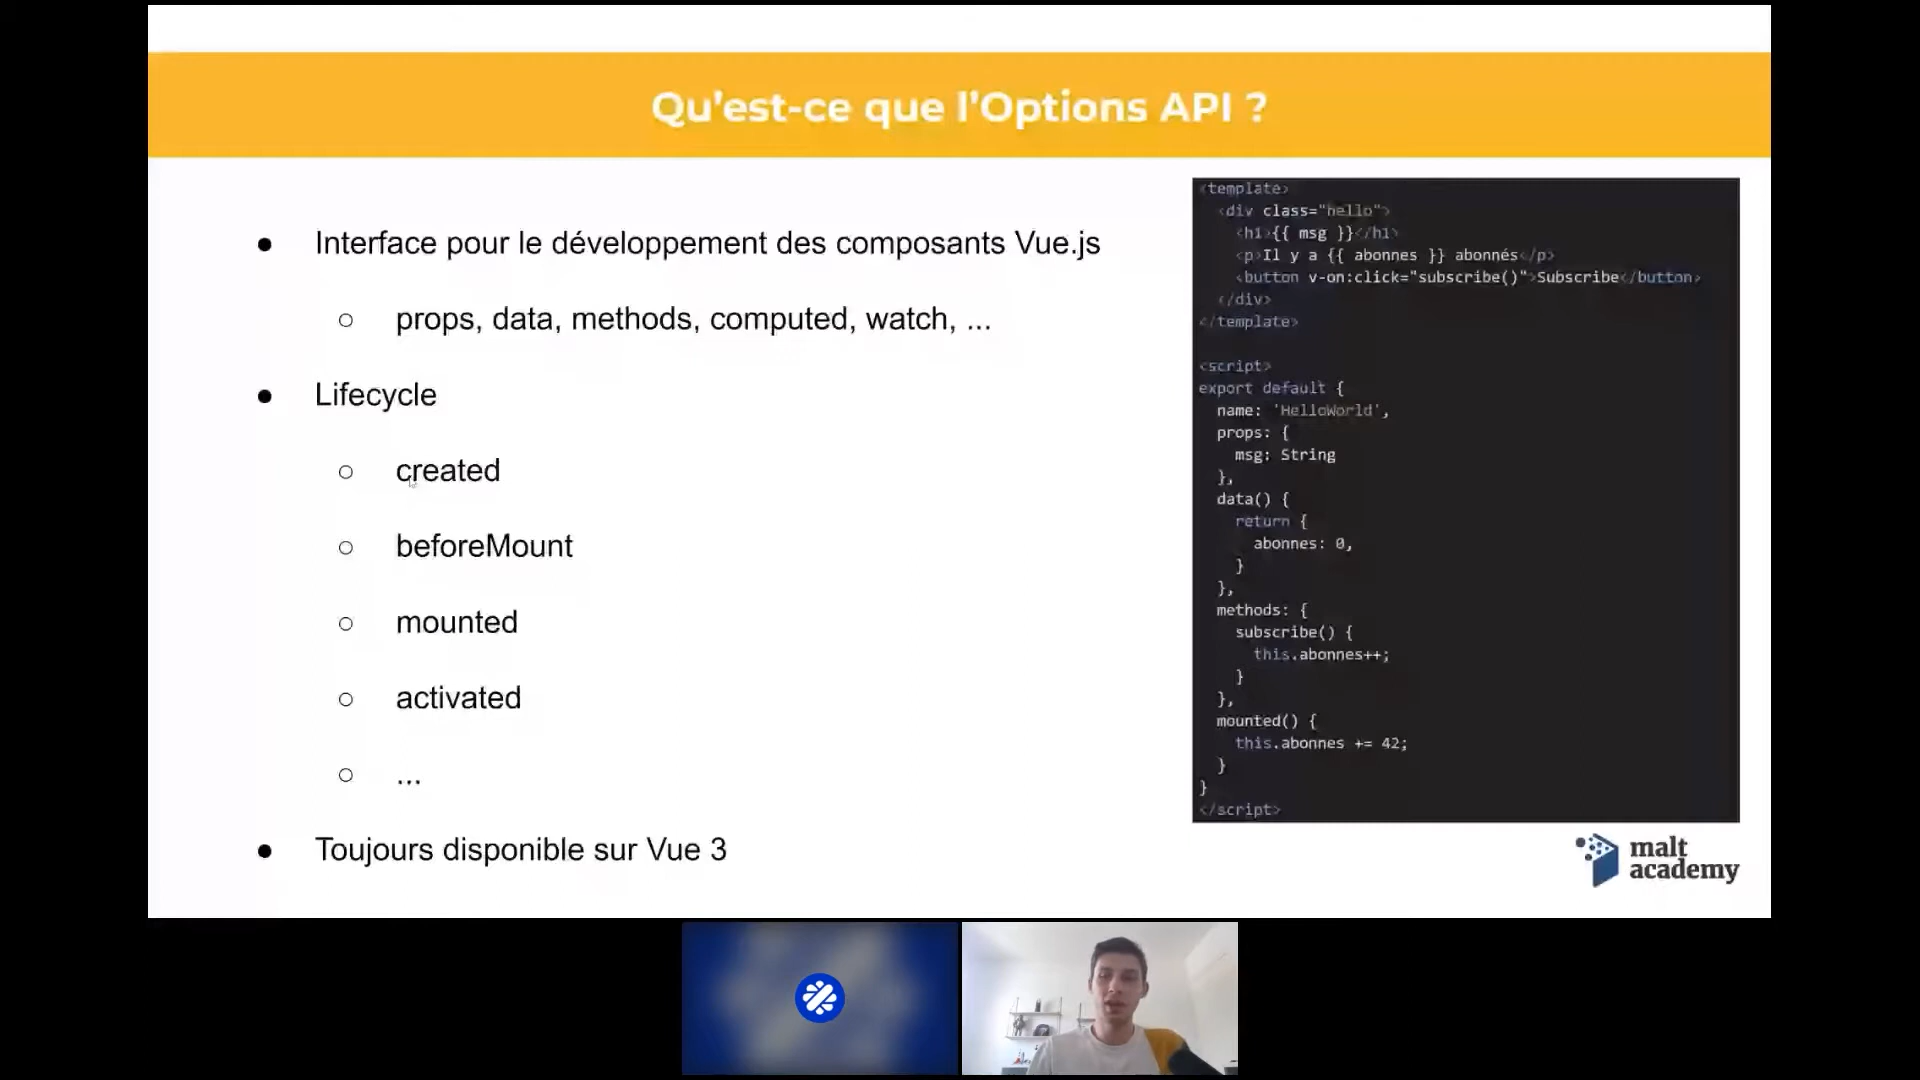 Qu'est-ce que l'Options API ?
● Interface pour le développement des composants Vue.js
○ props, data, methods, computed, watch, ...
● Lifecycle
○ created
○ beforeMount
○ mounted
○ activated
○ ...
● Toujours disponible sur Vue 3
<template>
<div class="hello">
<h1>{{ msg }}</h1>
<p>Il y a {{ abonnes }} abonnés</p>
<button v-on:click="subscribe()">Subscribe</button>
</div>
</template>
<script>
export default {
name: 'HelloWorld',
props: {
msg: String
},
data() {
return {
abonnes: 0,
}
},
methods: {
subscribe() {
this.abonnes++;
}
},
mounted() {
this.abonnes += 42;
}
}
</script>
malt
academy